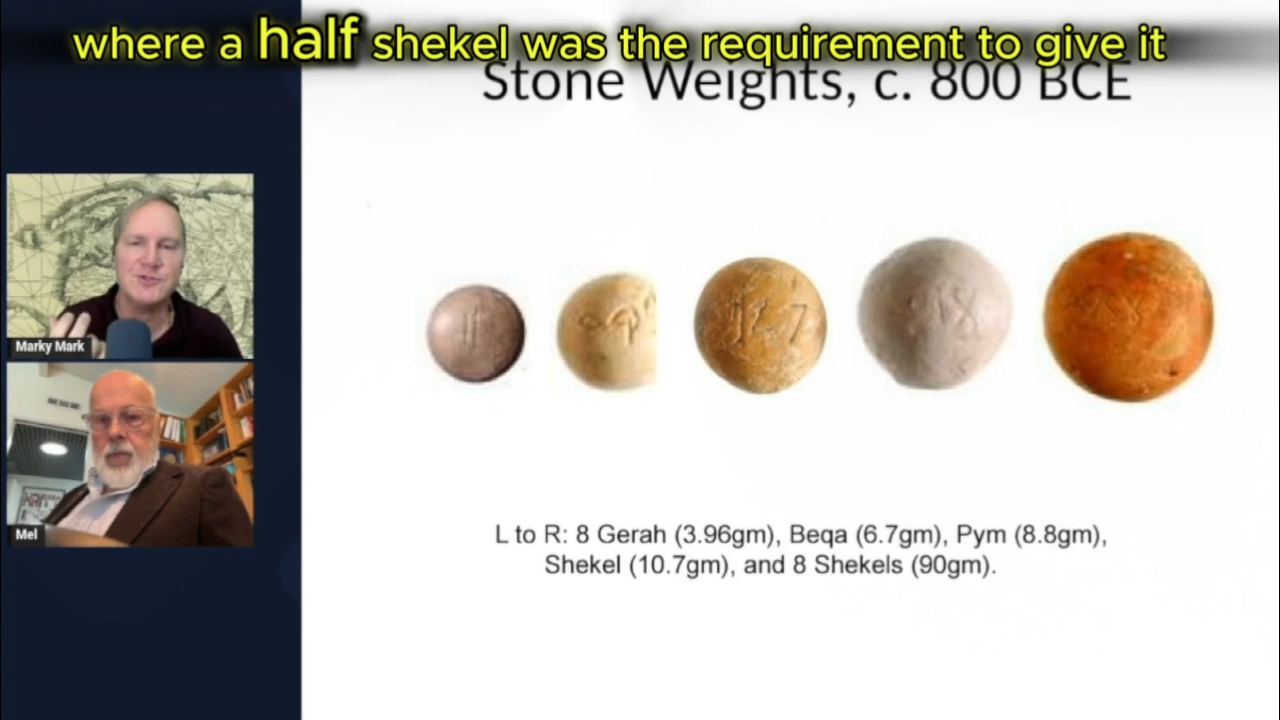 where a half shekel was the requirement to give it
Stone Weights, c. 800 BCE
Marky Mark
Mel
L to R: 8 Gerah (3.96gm), Beqa (6.7gm), Pym (8.8gm),
Shekel (10.7gm), and 8 Shekels (90gm).